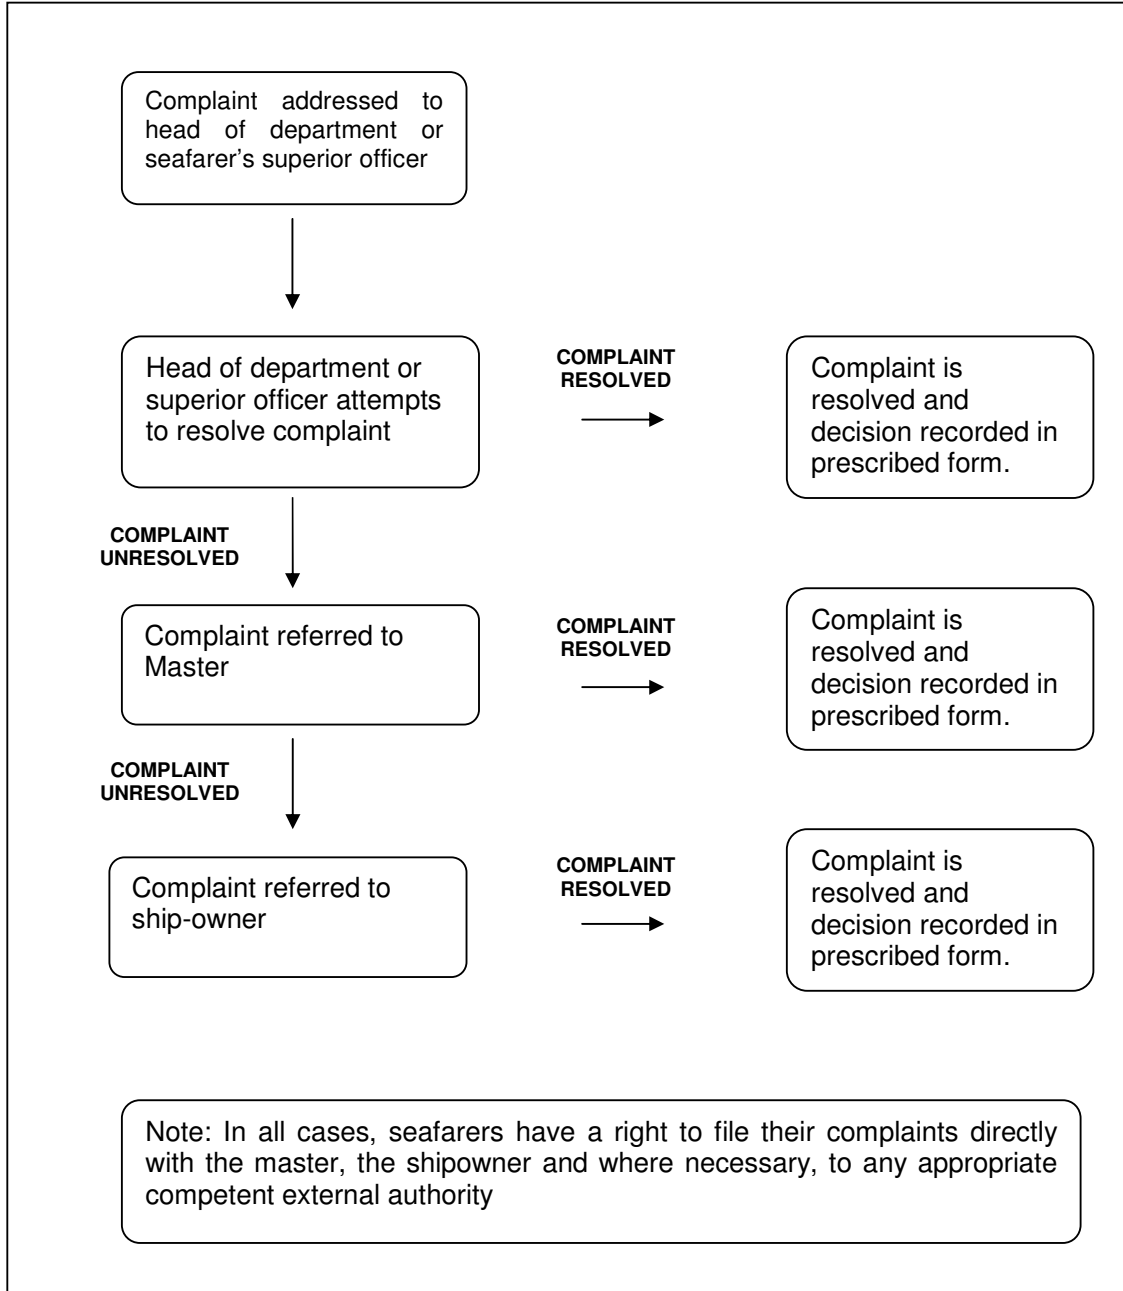 Complaint addressed to
head of department or
seafarer’s superior officer
Head of department or
superior officer attempts
to resolve complaint
COMPLAINT
RESOLVED
Complaint is
resolved and
decision recorded in
prescribed form.
COMPLAINT
UNRESOLVED
Complaint referred to
Master
COMPLAINT
RESOLVED
Complaint is
resolved and
decision recorded in
prescribed form.
COMPLAINT
UNRESOLVED
Complaint referred to
ship-owner
COMPLAINT
RESOLVED
Complaint is
resolved and
decision recorded in
prescribed form.
Note: In all cases, seafarers have a right to file their complaints directly
with the master, the shipowner and where necessary, to any appropriate
competent external authority